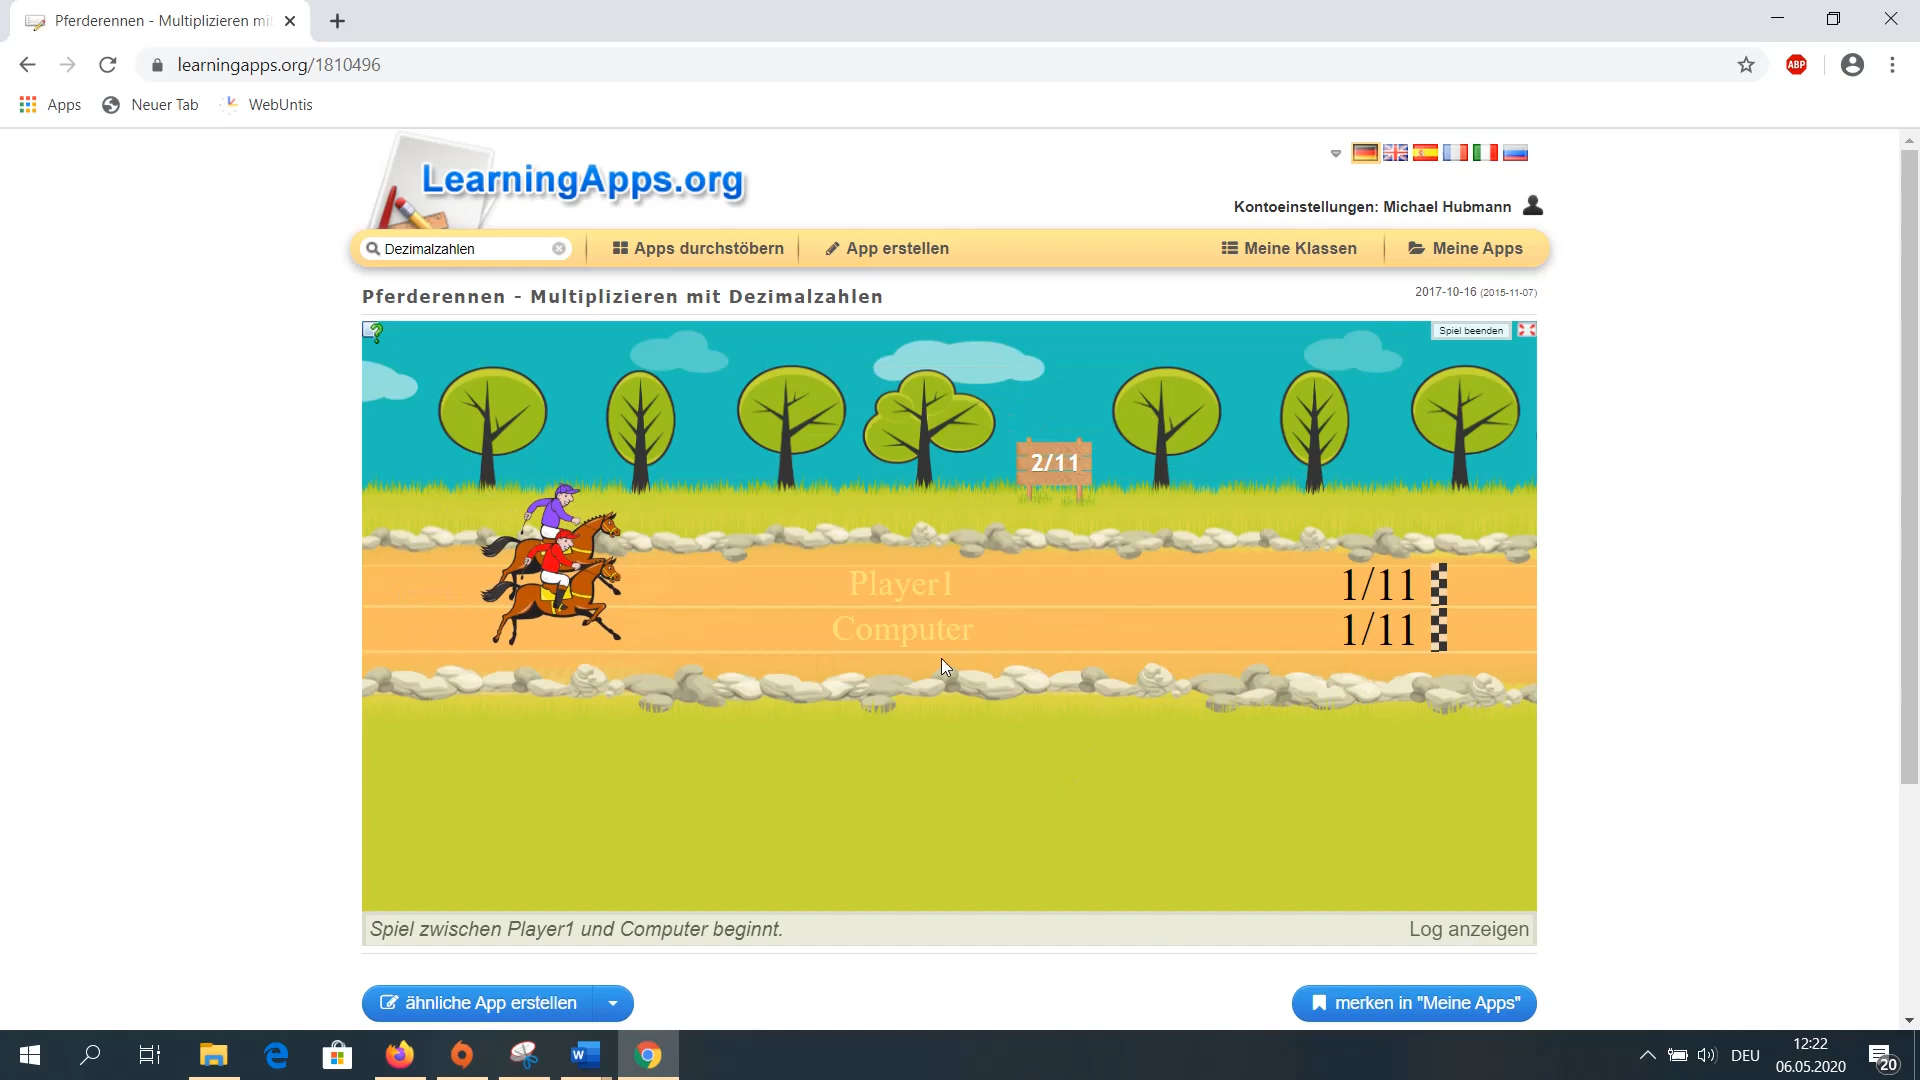 Pferderennen - Multiplizieren mit
learningapps.org/1810496
ABP
Apps
Neuer Tab
WebUntis
LearningApps.org
Kontoeinstellungen: Michael Hubmann
Dezimalzahlen
Apps durchstöbern
App erstellen
Meine Klassen
Meine Apps
Pferderennen - Multiplizieren mit Dezimalzahlen
2017-10-16 (2015-11-07)
Spiel beenden
2/11
Player1
1/11
Computer
1/11
Spiel zwischen Player1 und Computer beginnt.
Log anzeigen
ähnliche App erstellen
merken in "Meine Apps"
DEU
12:22
06.05.2020
20